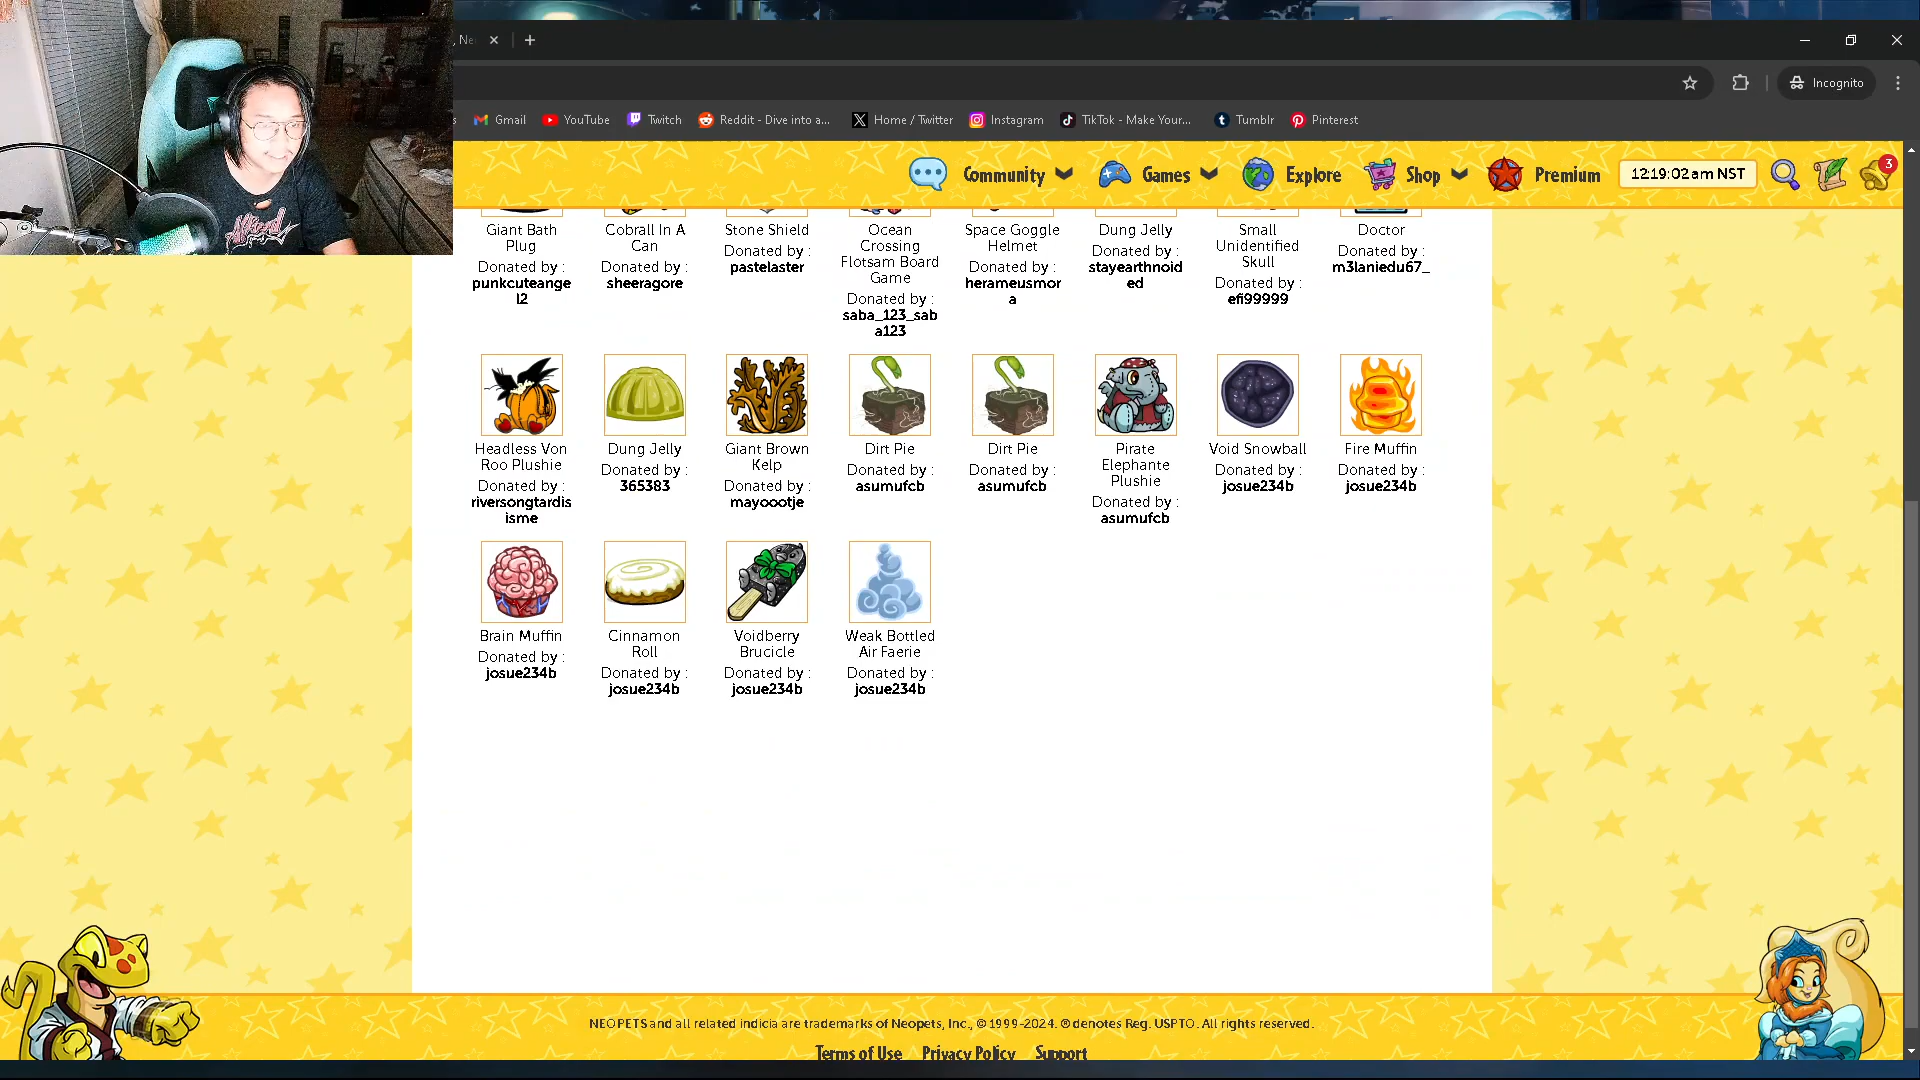 , Ne
Incognito
s
Gmail
YouTube
Twitch
Reddit - Dive into a...
Home / Twitter
Instagram
TikTok - Make Your...
Tumblr
Pinterest
Community
Games
Explore
Shop
Premium
12:19:02 am NST
3
Giant Bath
Plug
Donated by :
punkcuteange
l2
Cobrall In A
Can
Donated by :
sheeragore
Stone Shield
Donated by :
pastelaster
Ocean
Crossing
Flotsam Board
Game
Donated by :
saba_123_sab
a123
Space Goggle
Helmet
Donated by :
herameusmor
a
Dung Jelly
Donated by :
stayearthnoid
ed
Small
Unidentified
Skull
Donated by :
efi99999
Doctor
Donated by :
m3laniedu67_
Headless Von
Roo Plushie
Donated by :
riversongtardis
isme
Dung Jelly
Donated by :
365383
Giant Brown
Kelp
Donated by :
mayoootje
Dirt Pie
Donated by :
asumufcb
Dirt Pie
Donated by :
asumufcb
Pirate
Elephante
Plushie
Donated by :
asumufcb
Void Snowball
Donated by :
josue234b
Fire Muffin
Donated by :
josue234b
Brain Muffin
Donated by :
josue234b
Cinnamon
Roll
Donated by :
josue234b
Voidberry
Brucicle
Donated by :
josue234b
Weak Bottled
Air Faerie
Donated by :
josue234b
NEOPETS and all related indicia are trademarks of Neopets, Inc., © 1999-2024. ® denotes Reg. USPTO. All rights reserved.
Terms of Use Privacy Policy Support